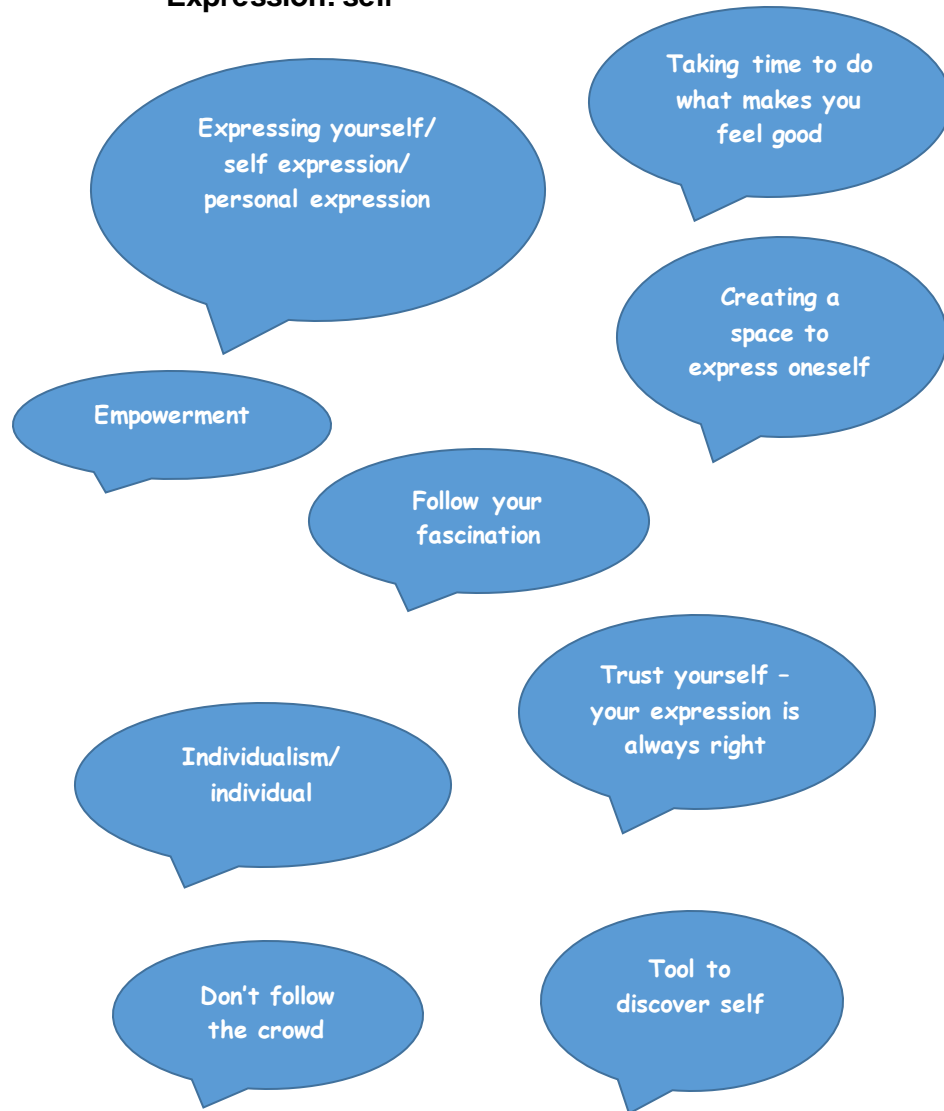 Expression: self
Taking time to do
what makes you
feel good
Expressing yourself/
self expression/
personal expression
Creating a
space to
express oneself
Empowerment
Follow your
fascination
Trust yourself –
your expression is
always right
Individualism/
individual
Tool to
discover self
Don't follow
the crowd